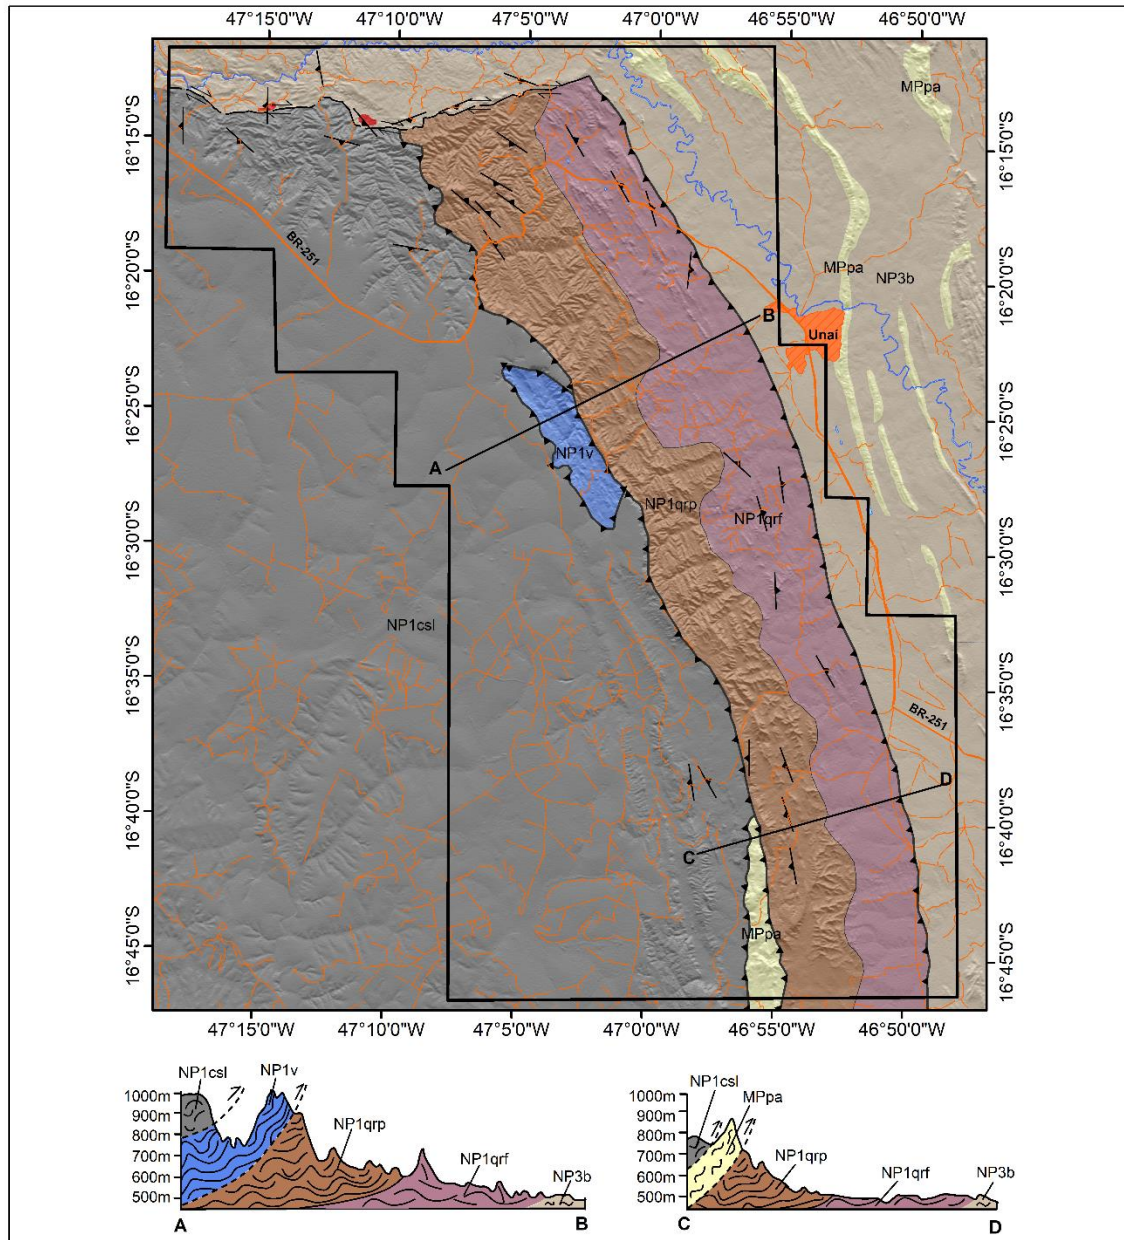 47°15'0"W 47°10'0"W 47°5'0"W 47°0'0"W 46°55'0"W 46°50'0"W
MPpa
16°15'0"S 16°15'0"S
BR-251
16°20'0"S MPpa NP3b 16°20'0"S
B
Unaí
16°25'0"S 16°25'0"S
A NP1v
NP1qrp NP1qrf
16°30'0"S 16°30'0"S
NP1csl
16°35'0"S 16°35'0"S
BR-251
D
16°40'0"S 16°40'0"S
C
MPpa
16°45'0"S 16°45'0"S
47°15'0"W 47°10'0"W 47°5'0"W 47°0'0"W 46°55'0"W 46°50'0"W
NP1csl NP1v
1000m
900m
800m
700m
600m
500m
NP1qrp
NP1qrf
NP3b
A B
NP1csl
MPpa
1000m
900m
800m
700m
600m
500m
NP1qrp
NP1qrf
NP3b
C D